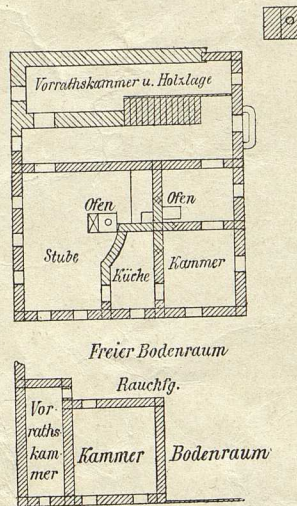 Vorrathskammer u. Holzlage
Ofen
Ofen
Stube
Küche
Kammer
Freier Bodenraum
Rauchfg.
Vor-
raths
kam-
mer
Kammer
Bodenraum